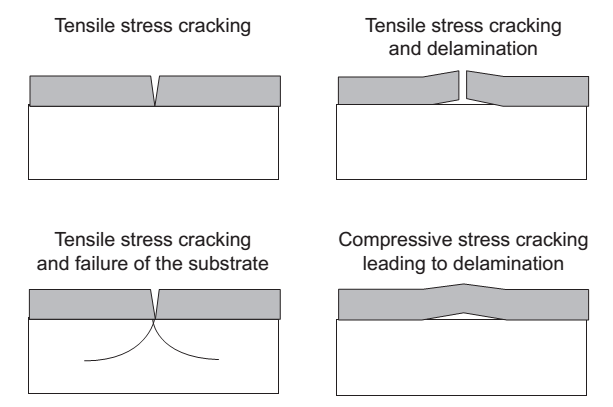 Tensile stress cracking
Tensile stress cracking
and delamination
Tensile stress cracking
and failure of the substrate
Compressive stress cracking
leading to delamination